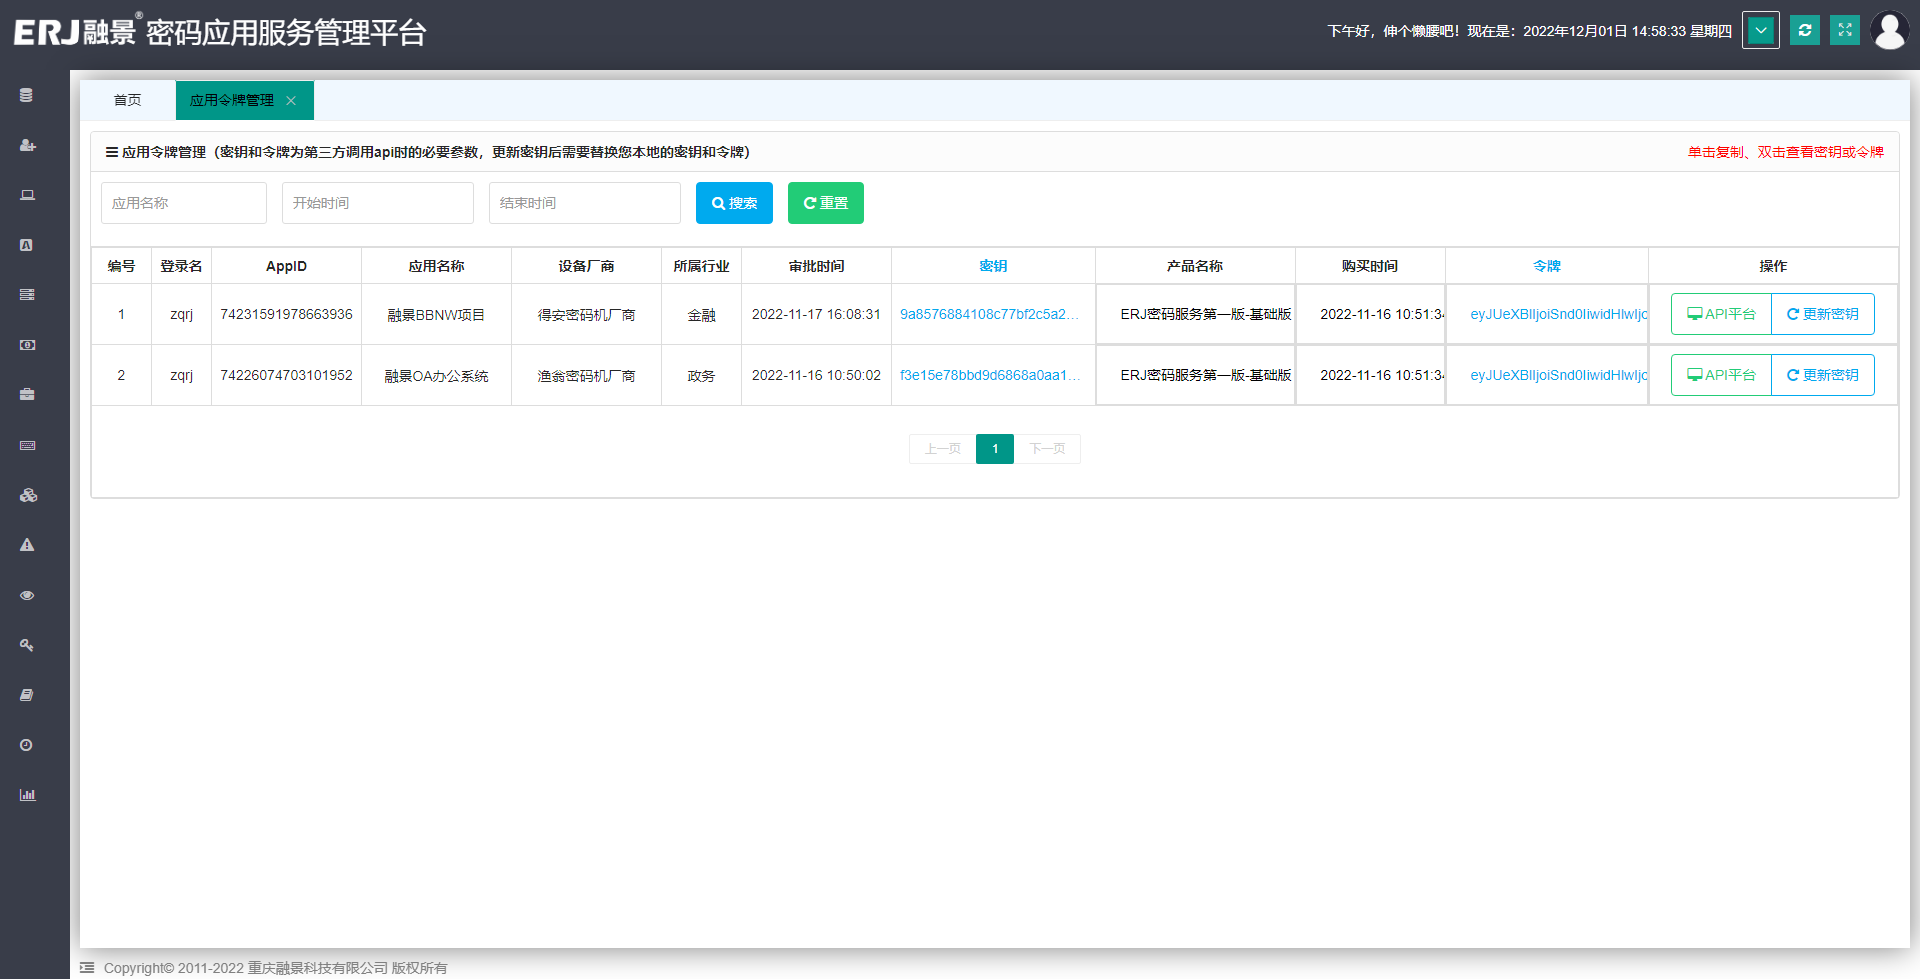 ERJ融景® 密码应用服务管理平台
下午好，伸个懒腰吧！现在是：2022年12月01日 14:58:33 星期四
首页 应用令牌管理
应用令牌管理（密钥和令牌为第三方调用api时的必要参数，更新密钥后需要替换您本地的密钥和令牌） 单击复制、双击查看密钥或令牌
应用名称 开始时间 结束时间 搜索 重置
编号 登录名 AppID 应用名称 设备厂商 所属行业 审批时间 密钥 产品名称 购买时间 令牌 操作
1 zqrj 74231591978663936 融景BBNW项目 得安密码机厂商 金融 2022-11-17 16:08:31 9a8576884108c77bf2c5a2... ERJ密码服务第一版-基础版 2022-11-16 10:51:34 eyJUeXBlIjoiSnd0IiwidHlwIjo API平台 更新密钥
2 zqrj 74226074703101952 融景OA办公系统 渔翁密码机厂商 政务 2022-11-16 10:50:02 f3e15e78bbd9d6868a0aa1... ERJ密码服务第一版-基础版 2022-11-16 10:51:34 eyJUeXBlIjoiSnd0IiwidHlwIjo API平台 更新密钥
上一页 1 下一页
Copyright© 2011-2022 重庆融景科技有限公司 版权所有